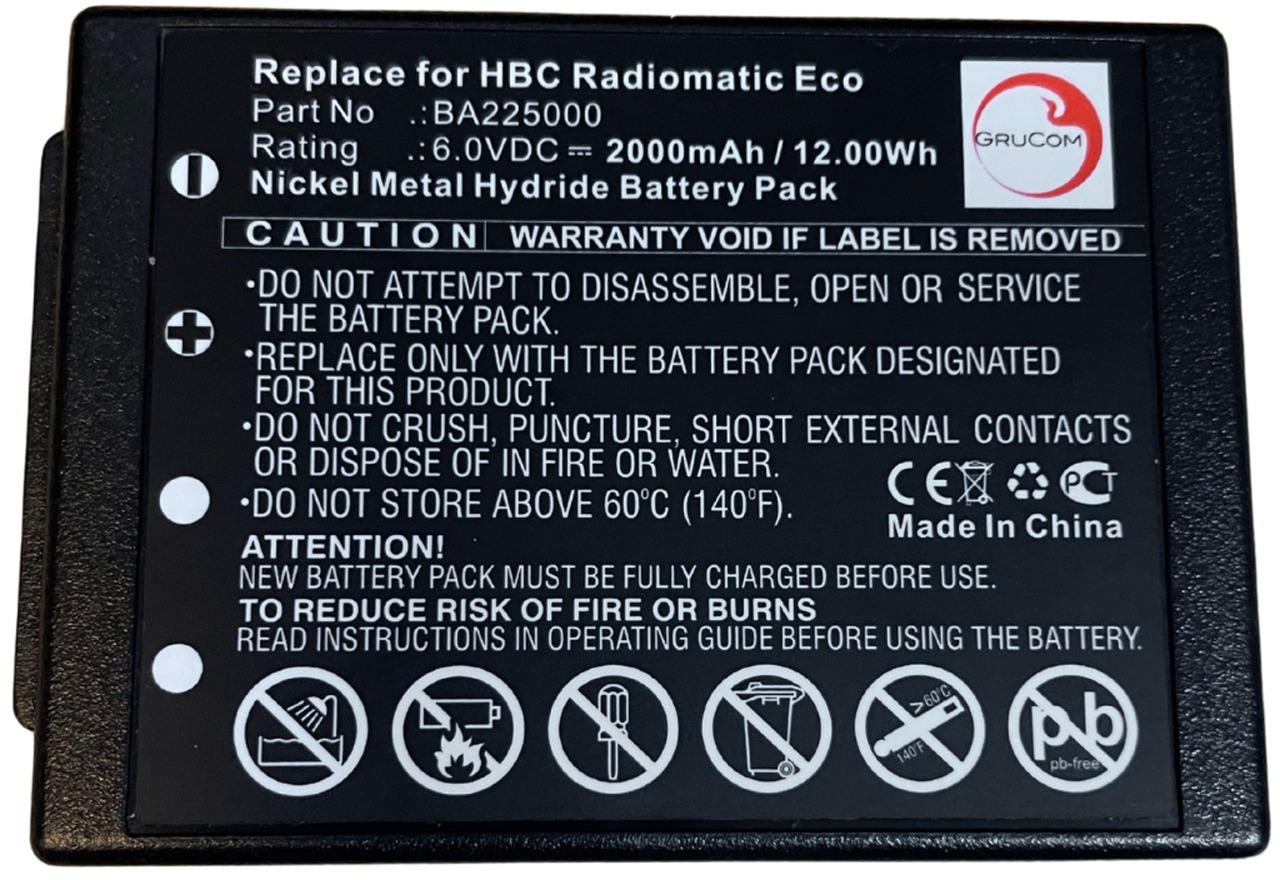 Replace for HBC Radiomatic Eco
Part No .:BA225000
Rating .:6.0VDC ⎓ 2000mAh / 12.00Wh
Nickel Metal Hydride Battery Pack
GRUCOM
CAUTION WARRANTY VOID IF LABEL IS REMOVED
•DO NOT ATTEMPT TO DISASSEMBLE, OPEN OR SERVICE
THE BATTERY PACK.
•REPLACE ONLY WITH THE BATTERY PACK DESIGNATED
FOR THIS PRODUCT.
•DO NOT CRUSH, PUNCTURE, SHORT EXTERNAL CONTACTS
OR DISPOSE OF IN FIRE OR WATER.
•DO NOT STORE ABOVE 60°C (140°F).
CE PCT
Made In China
ATTENTION!
NEW BATTERY PACK MUST BE FULLY CHARGED BEFORE USE.
TO REDUCE RISK OF FIRE OR BURNS
READ INSTRUCTIONS IN OPERATING GUIDE BEFORE USING THE BATTERY.
>60°C
140°F
pb
pb-free